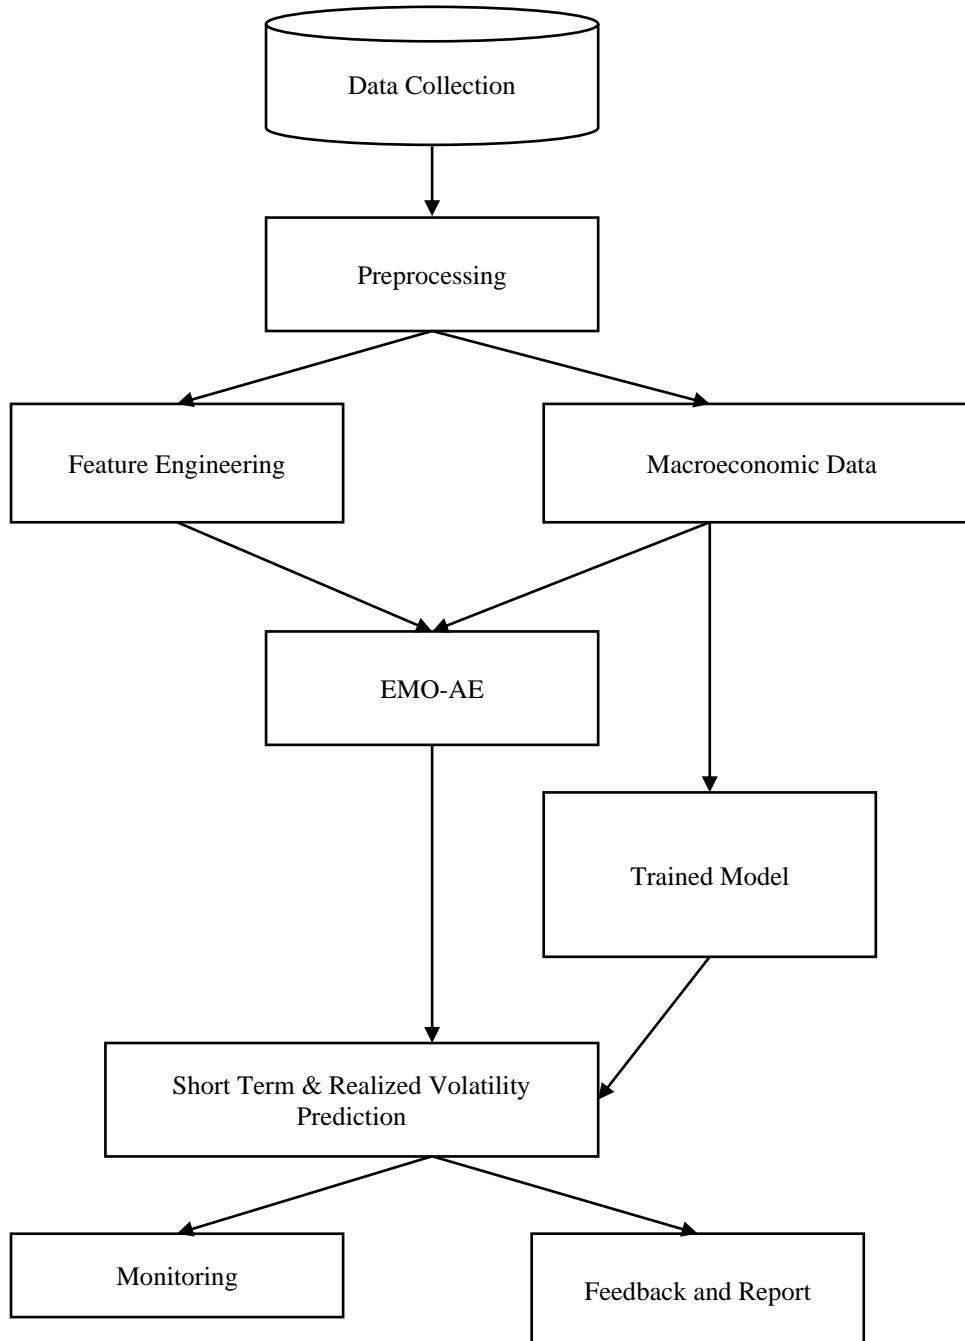 Data Collection
Preprocessing
Feature Engineering
Macroeconomic Data
EMO-AE
Trained Model
Short Term & Realized Volatility
Prediction
Monitoring
Feedback and Report